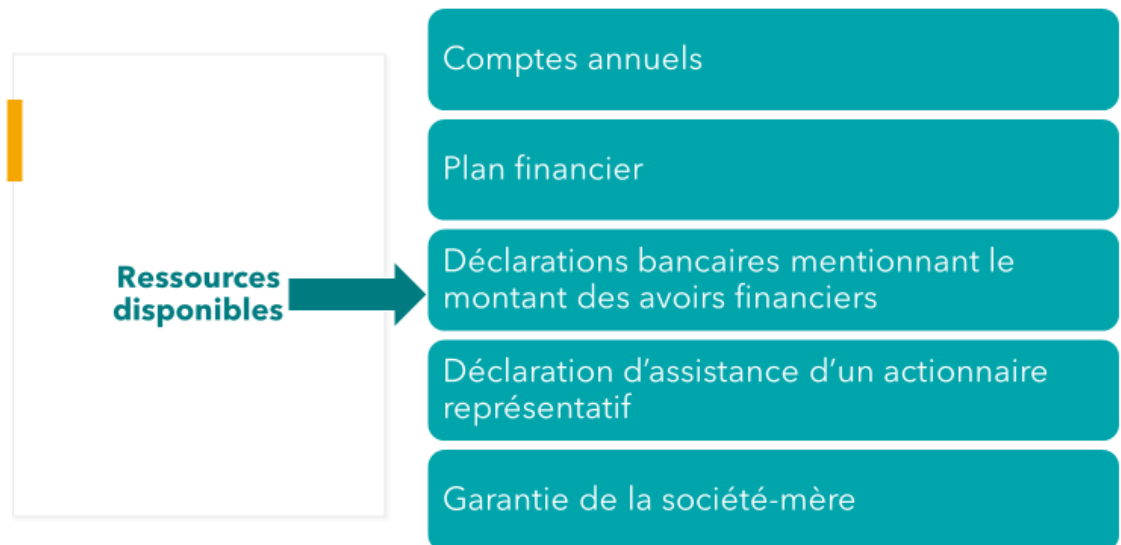 Ressources
disponibles
Comptes annuels
Plan financier
Déclarations bancaires mentionnant le
montant des avoirs financiers
Déclaration d’assistance d’un actionnaire
représentatif
Garantie de la société-mère